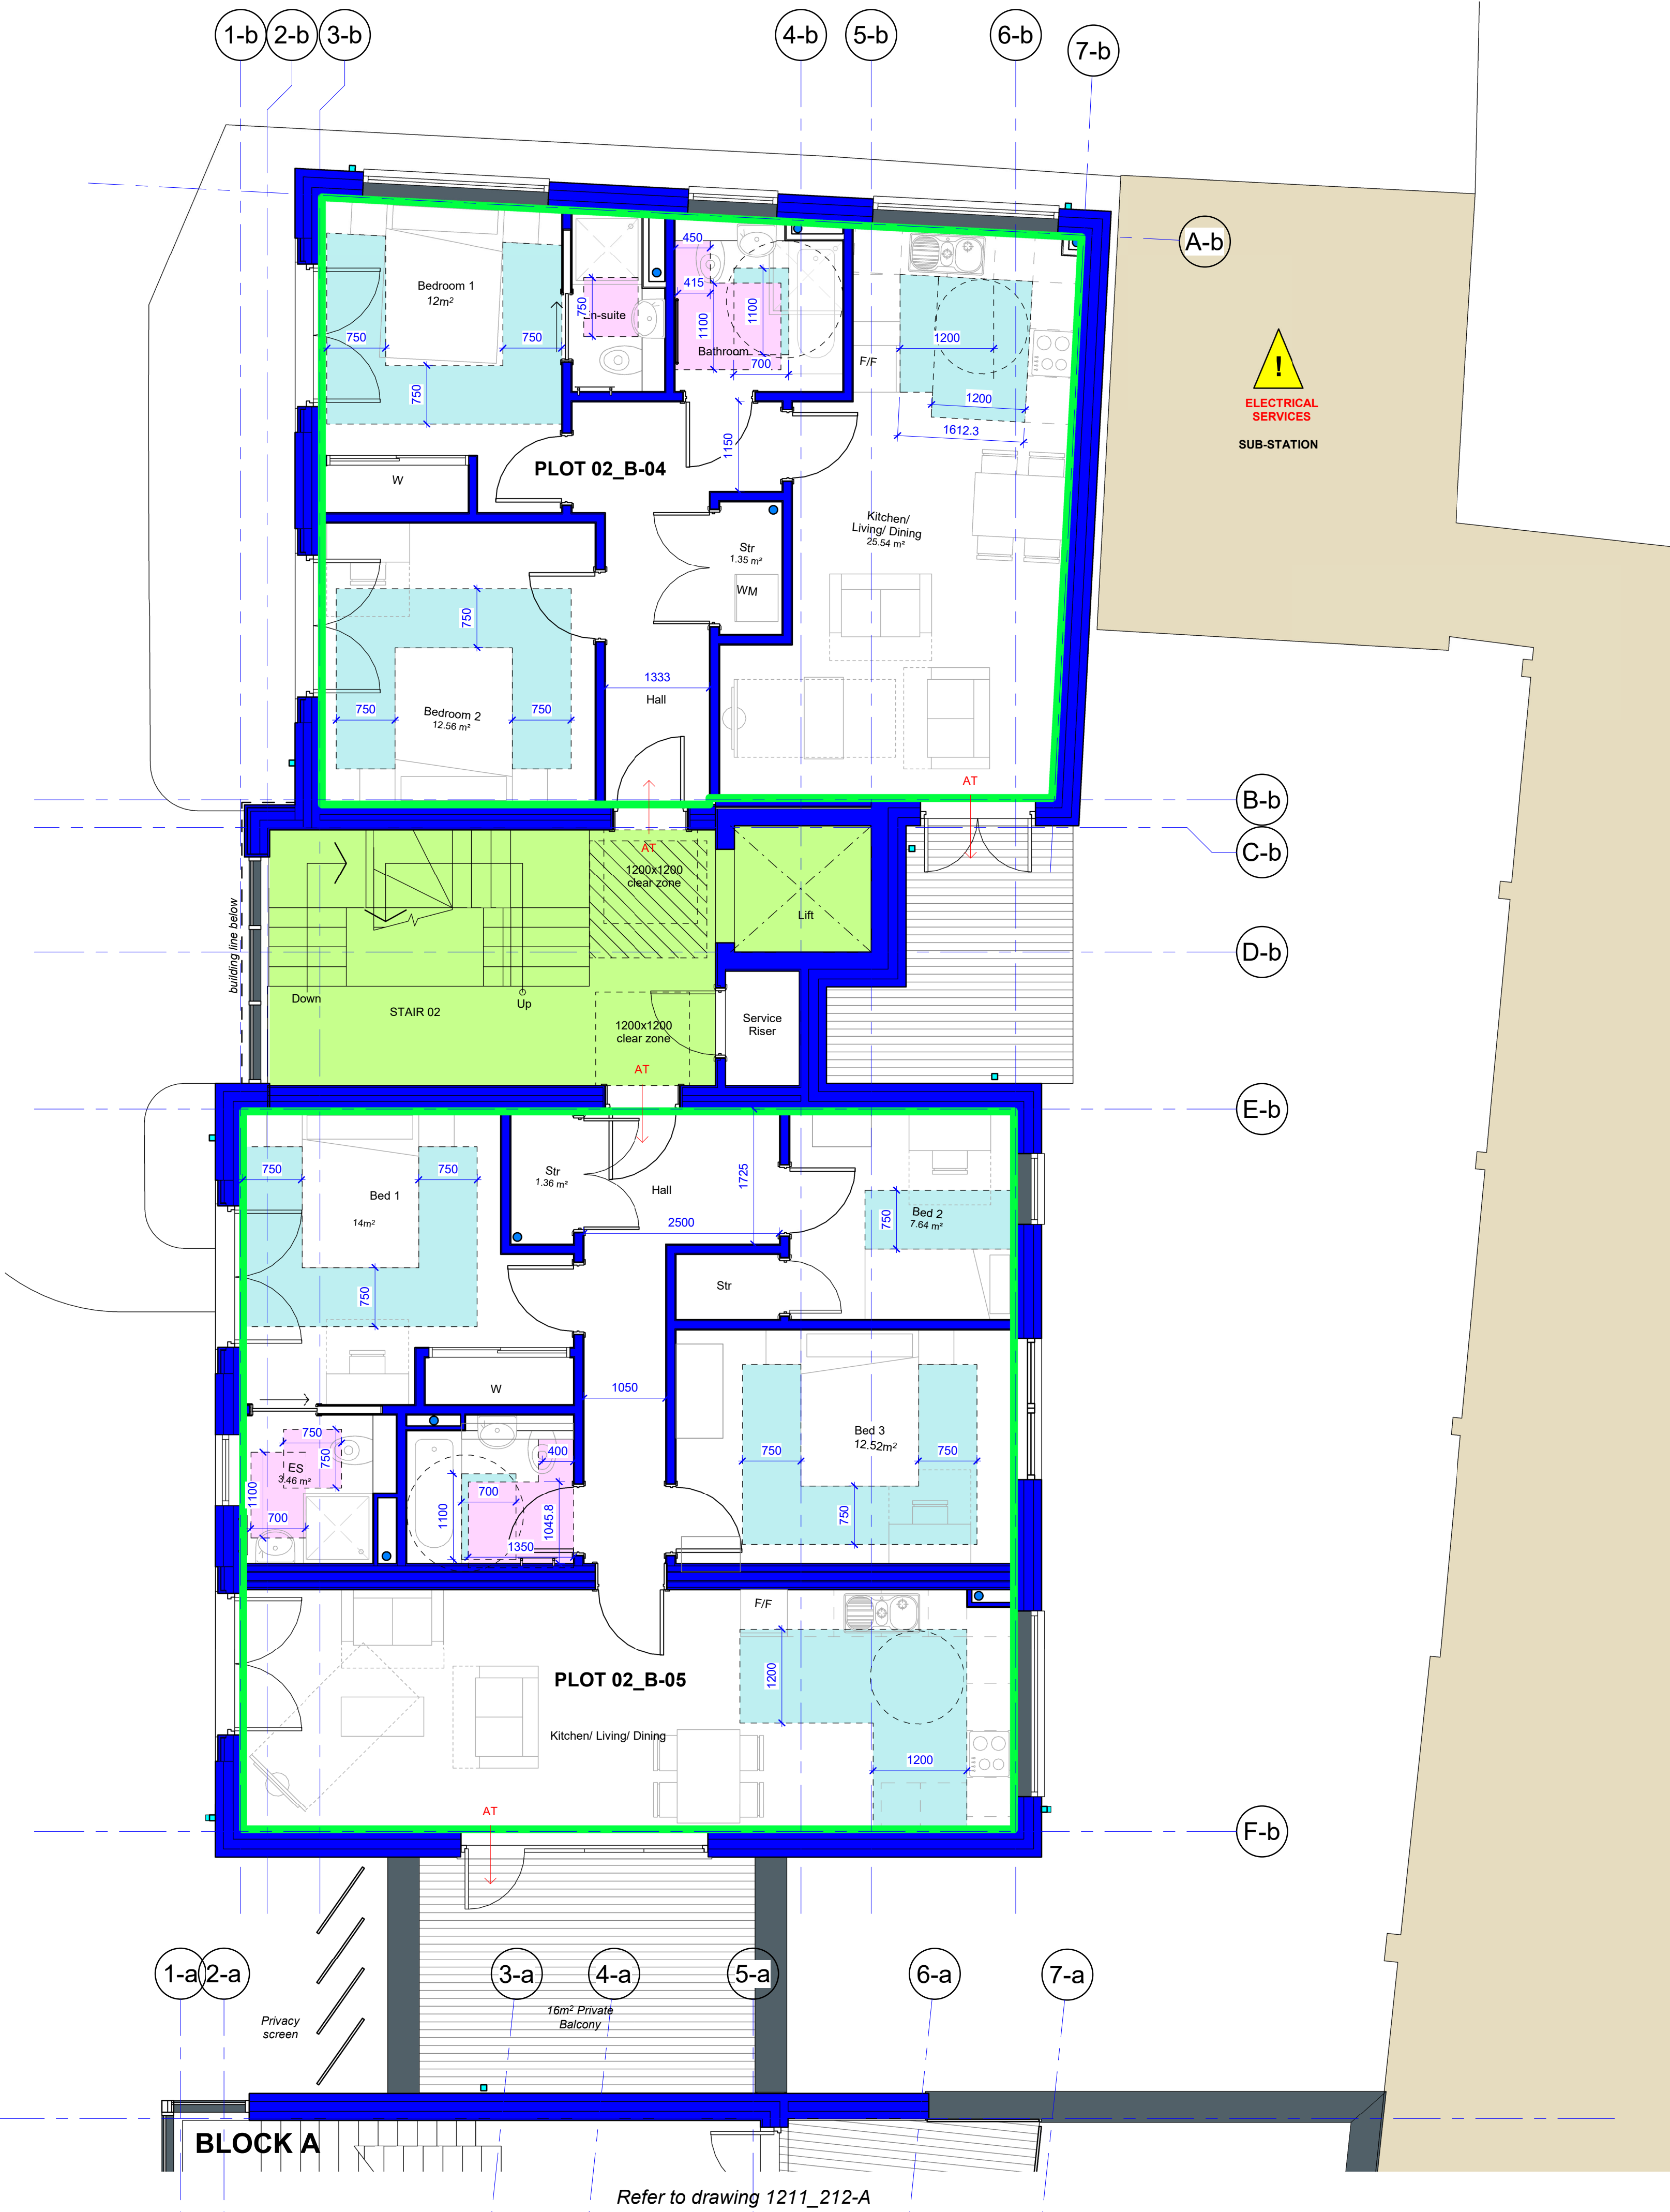 1-b
2-b
3-b
4-b
5-b
6-b
7-b
A-b
Bedroom 1
12m²
750
750
750
En-suite
750
450
415
1100
1100
700
Bathroom
F/F
1200
1200
1612.3
!
ELECTRICAL
SERVICES
SUB-STATION
1150
W
PLOT 02_B-04
Kitchen/
Living/ Dining
25.54 m²
Str
1.35 m²
WM
750
750
750
Bedroom 2
12.56 m²
1333
Hall
AT
AT
B-b
C-b
1200x1200
clear zone
Lift
building line below
D-b
Down
Up
STAIR 02
1200x1200
clear zone
Service
Riser
AT
E-b
750
750
Bed 1
14m²
750
Str
1.36 m²
Hall
1725
2500
Bed 2
7.64 m²
750
Str
W
1050
Bed 3
12.52m²
750
750
750
750
750
ES
3.46 m²
1100
700
400
700
1100
1045.8
1350
F/F
1200
1200
PLOT 02_B-05
Kitchen/ Living/ Dining
AT
F-b
1-a
2-a
3-a
4-a
5-a
6-a
7-a
16m² Private
Balcony
Privacy
screen
BLOCK A
Refer to drawing 1211_212-A